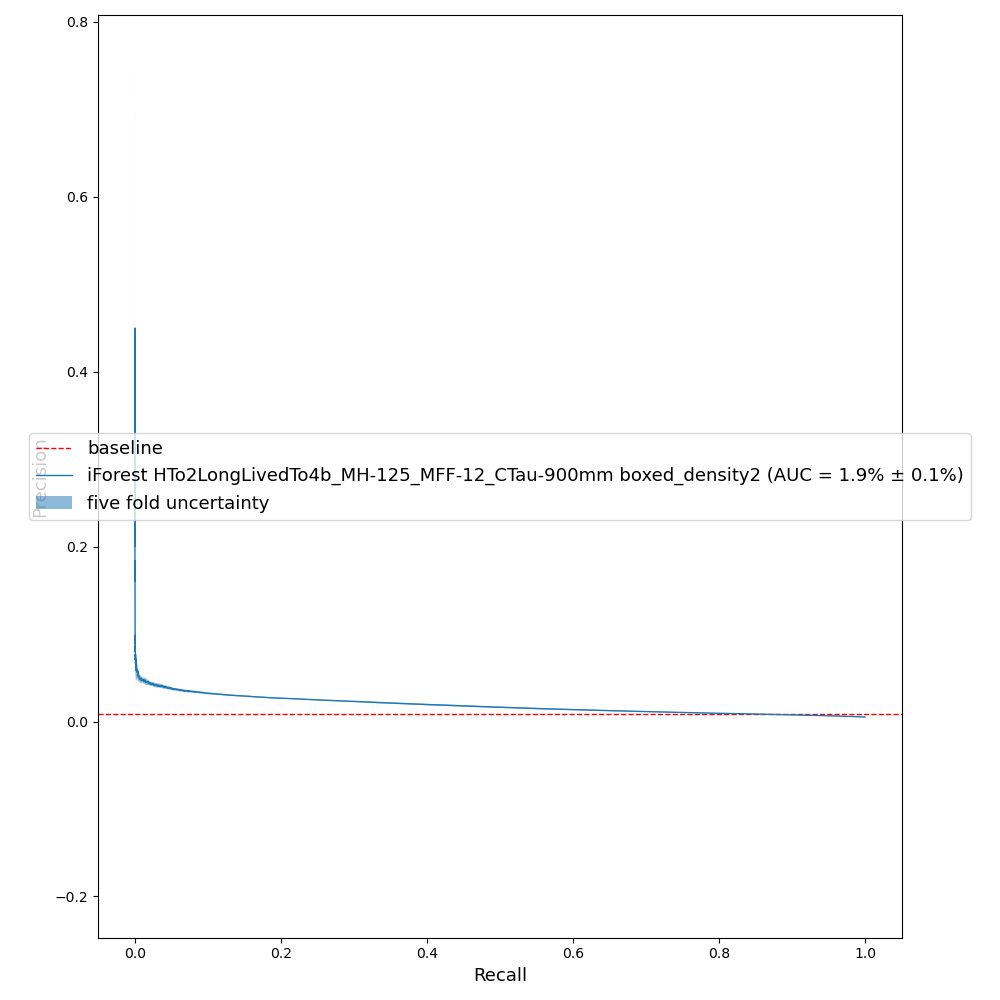 0.8
0.6
0.4
Precision
baseline
iForest HTo2LongLivedTo4b_MH-125_MFF-12_CTau-900mm boxed_density2 (AUC = 1.9% ± 0.1%)
five fold uncertainty
0.2
0.0
−0.2
0.0 0.2 0.4 0.6 0.8 1.0
Recall